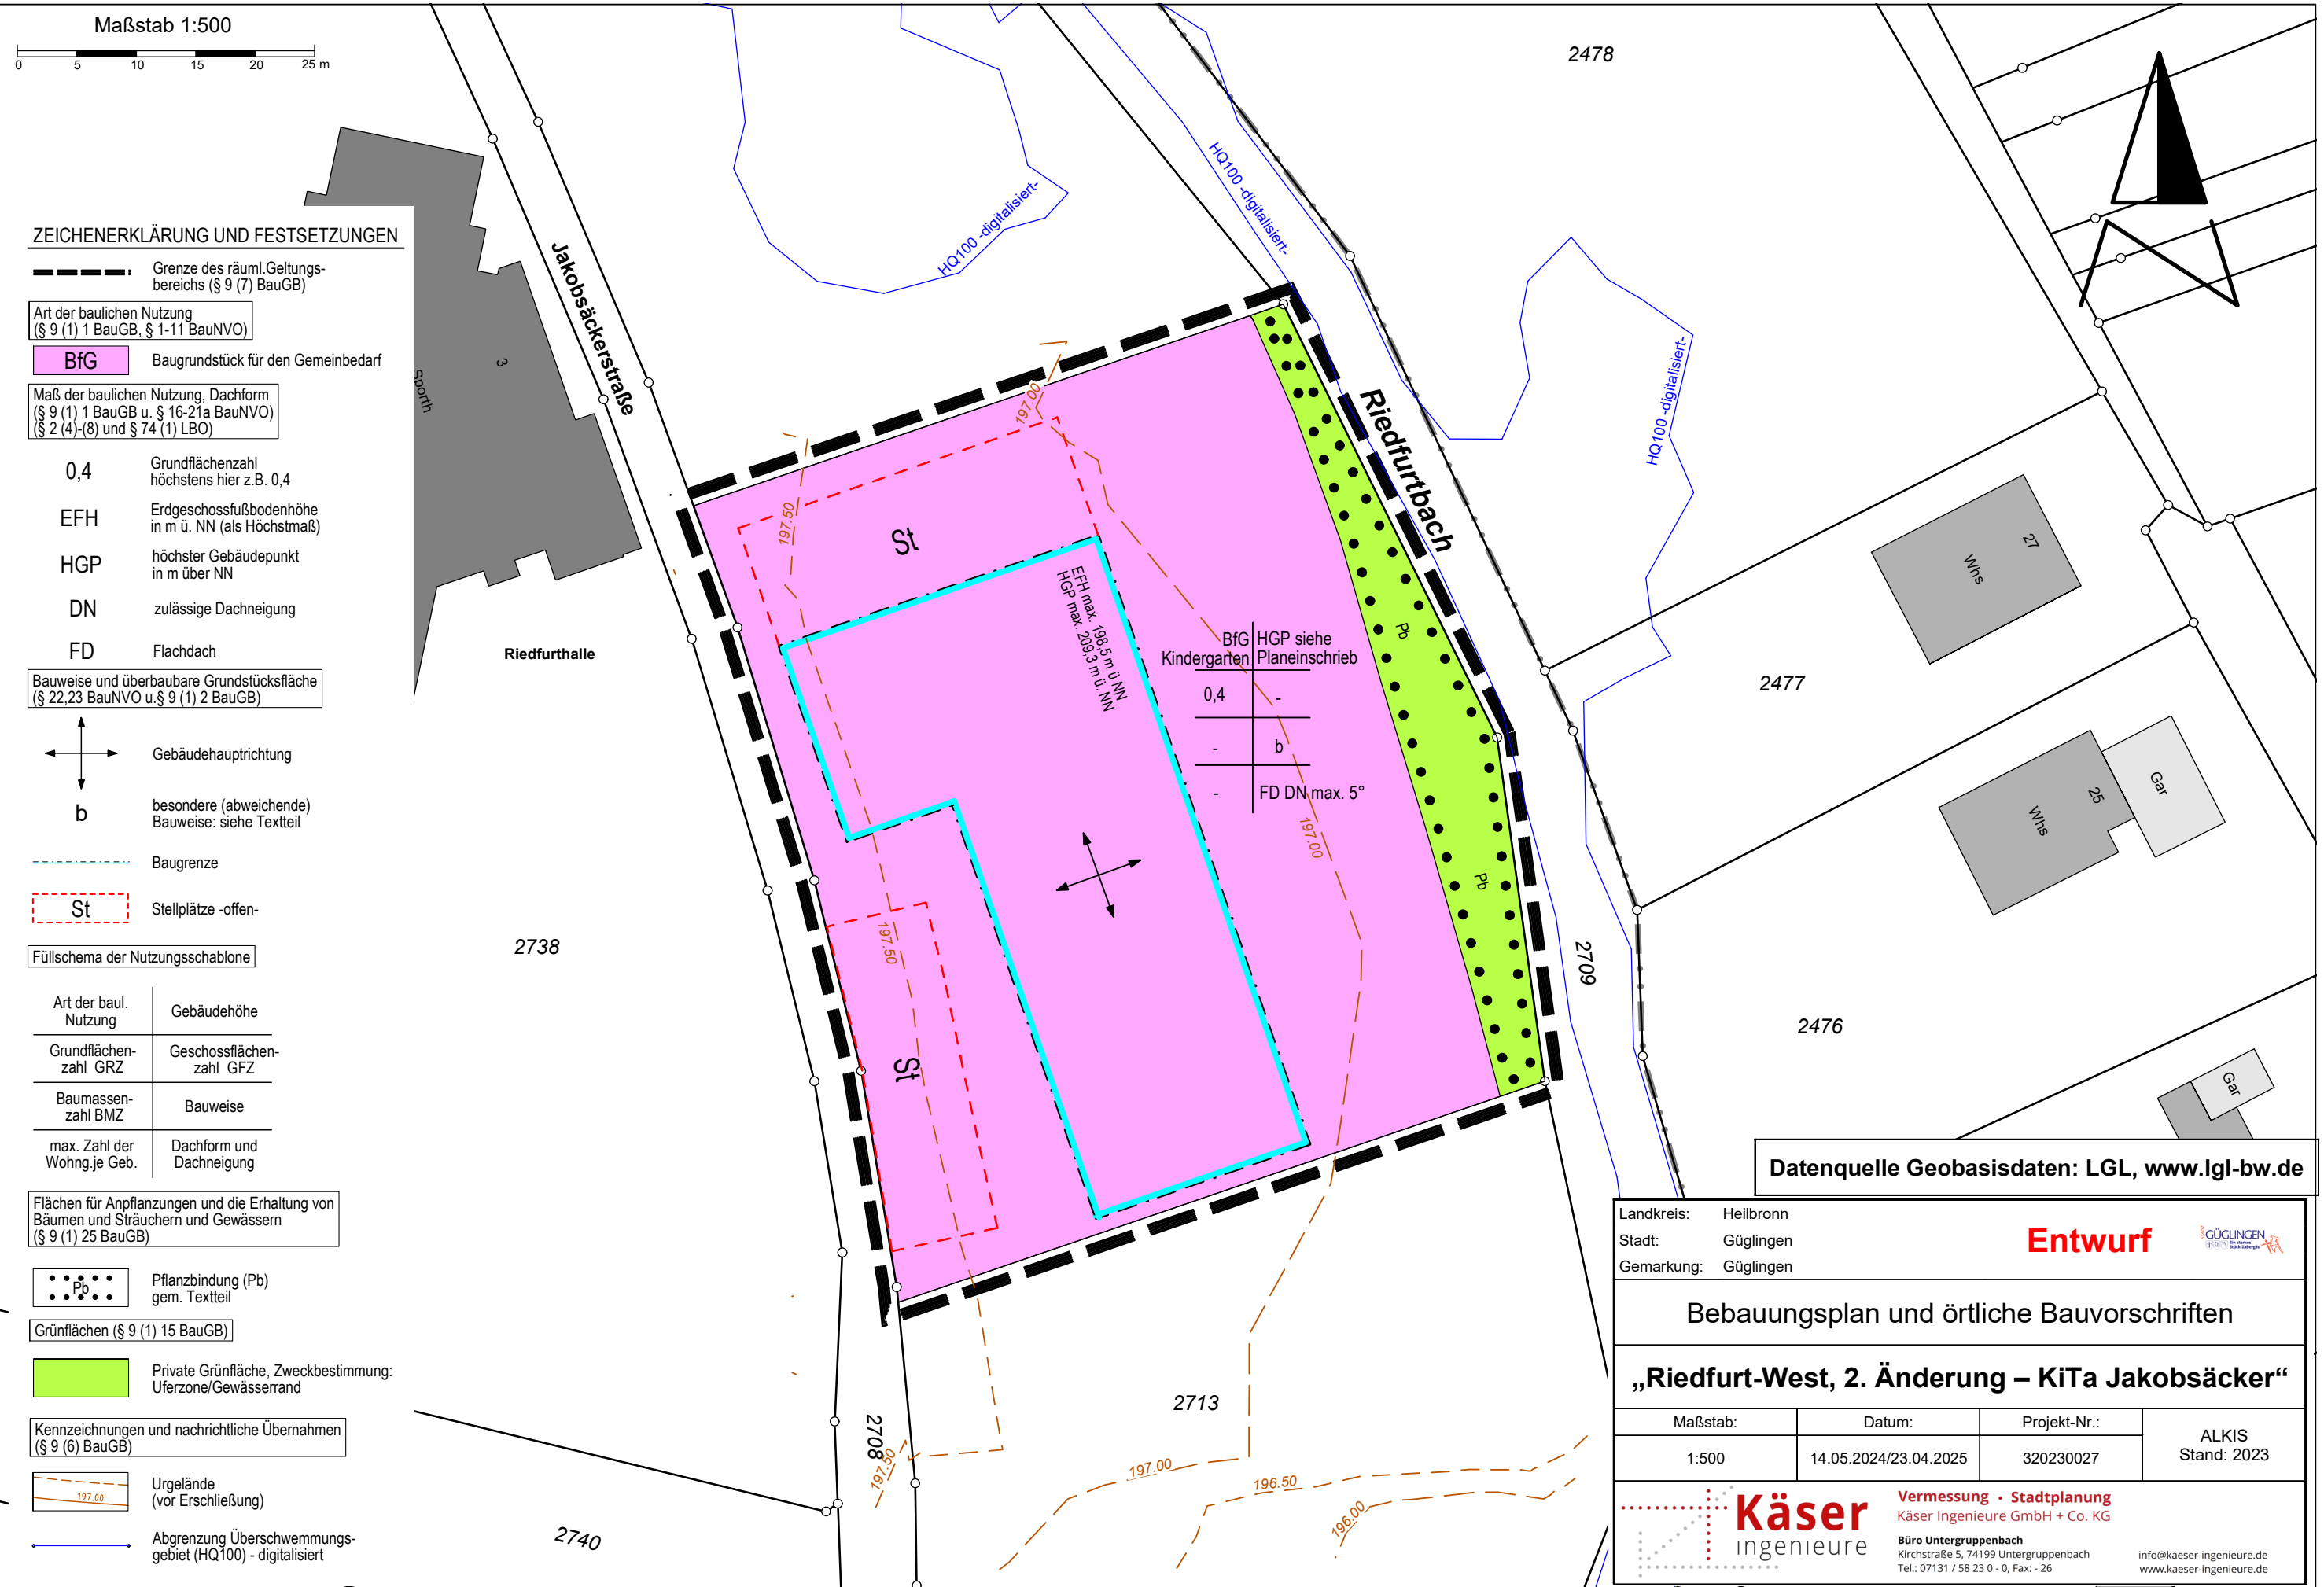 Maßstab 1:500
0 5 10 15 20 25 m
ZEICHENERKLÄRUNG UND FESTSETZUNGEN
Grenze des räuml.Geltungs-
bereichs (§ 9 (7) BauGB)
Art der baulichen Nutzung
(§ 9 (1) 1 BauGB, § 1-11 BauNVO)
BfG Baugrundstück für den Gemeinbedarf
Maß der baulichen Nutzung, Dachform
(§ 9 (1) 1 BauGB u. § 16-21a BauNVO)
(§ 2 (4)-(8) und § 74 (1) LBO)
0,4 Grundflächenzahl
höchstens hier z.B. 0,4
EFH Erdgeschossfußbodenhöhe
in m ü. NN (als Höchstmaß)
HGP höchster Gebäudepunkt
in m über NN
DN zulässige Dachneigung
FD Flachdach
Bauweise und überbaubare Grundstücksfläche
(§ 22,23 BauNVO u.§ 9 (1) 2 BauGB)
Gebäudehauptrichtung
b besondere (abweichende)
Bauweise: siehe Textteil
Baugrenze
St Stellplätze -offen-
Füllschema der Nutzungsschablone
Art der baul.
Nutzung
Gebäudehöhe
Grundflächen-
zahl GRZ
Geschossflächen-
zahl GFZ
Baumassen-
zahl BMZ
Bauweise
max. Zahl der
Wohng.je Geb.
Dachform und
Dachneigung
Flächen für Anpflanzungen und die Erhaltung von
Bäumen und Sträuchern und Gewässern
(§ 9 (1) 25 BauGB)
Pb Pflanzbindung (Pb)
gem. Textteil
Grünflächen (§ 9 (1) 15 BauGB)
Private Grünfläche, Zweckbestimmung:
Uferzone/Gewässerrand
Kennzeichnungen und nachrichtliche Übernahmen
(§ 9 (6) BauGB)
197.00
Urgelände
(vor Erschließung)
Abgrenzung Überschwemmungs-
gebiet (HQ100) - digitalisiert
Jakobsäckerstraße
3
Sporth
Riedfurthalle
HQ100 -digitalisiert-
HQ100 -digitalisiert-
HQ100 -digitalisiert-
2478
Riedfurtbach
197.00
197.50
St
EFH max. 198,5 m ü NN
HGP max. 209,3 m ü. NN
BfG
Kindergarten
HGP siehe
Planeinschrieb
0,4 -
- b
- FD DN max. 5°
Pb
Pb
197.00
197.50
St
27
Whs
2477
25
Whs
Gar
2738
2709
2476
Gar
2713
2708
197.50
197.00
196.50
196.00
2740
Datenquelle Geobasisdaten: LGL, www.lgl-bw.de
Landkreis: Heilbronn
Stadt: Güglingen
Gemarkung: Güglingen
Entwurf
GÜGLINGEN
Bebauungsplan und örtliche Bauvorschriften
„Riedfurt-West, 2. Änderung – KiTa Jakobsäcker“
Maßstab: Datum: Projekt-Nr.:
1:500 14.05.2024/23.04.2025 320230027
ALKIS
Stand: 2023
Käser
ingenieure
Vermessung • Stadtplanung
Käser Ingenieure GmbH + Co. KG
Büro Untergruppenbach
Kirchstraße 5, 74199 Untergruppenbach
Tel.: 07131 / 58 23 0 - 0, Fax: - 26
info@kaeser-ingenieure.de
www.kaeser-ingenieure.de